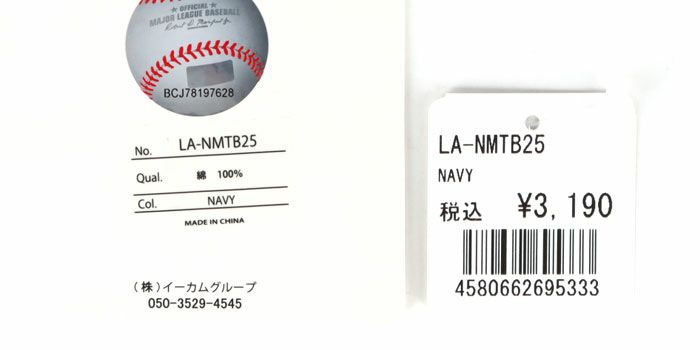 OFFICIAL
MAJOR LEAGUE BASEBALL
BCJ78197628
No. LA-NMTB25
Qual. 綿 100%
Col. NAVY
MADE IN CHINA
(株)イーカムグループ
050-3529-4545
LA-NMTB25
NAVY
税込 ¥3,190
4580662695333